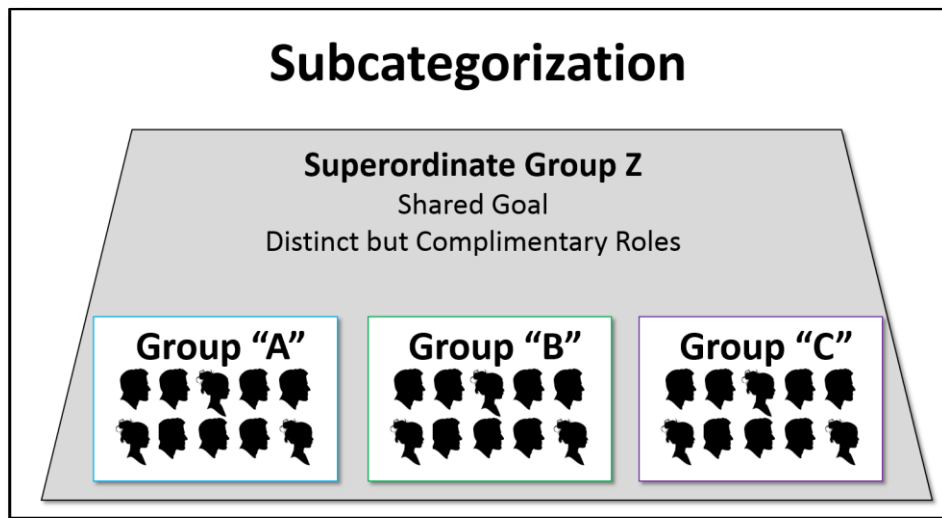 Subcategorization
Superordinate Group Z
Shared Goal
Distinct but Complimentary Roles
Group “A”
Group “B”
Group “C”